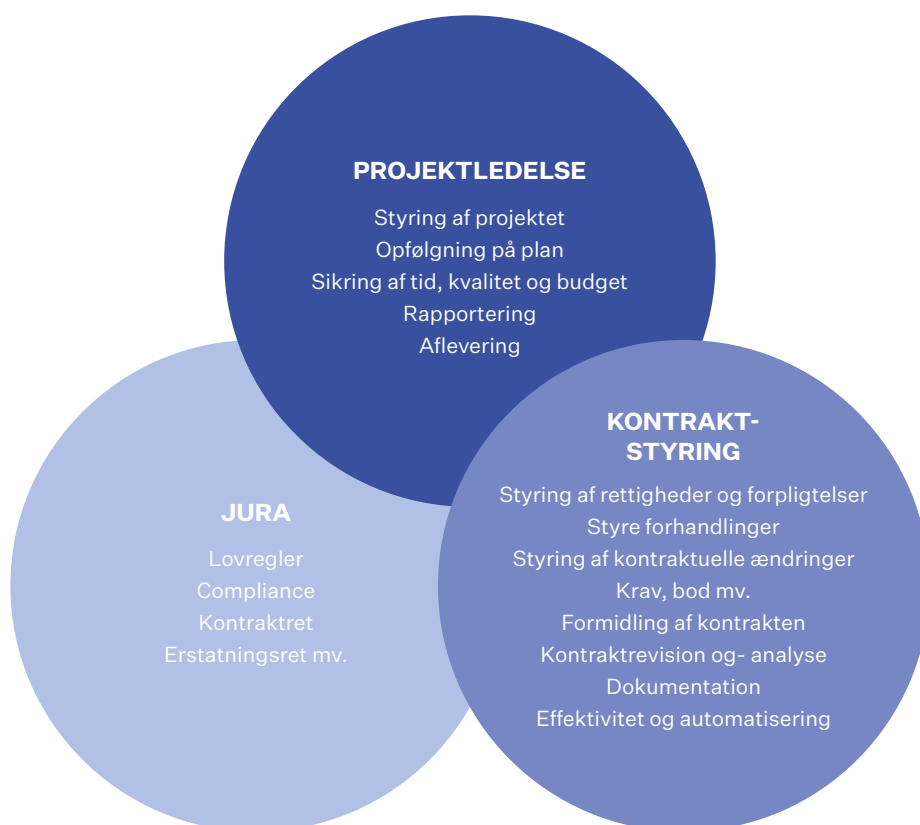 PROJEKTLEDELSE
Styring af projektet
Opfølgning på plan
Sikring af tid, kvalitet og budget
Rapportering
Aflevering
JURA
Lovregler
Compliance
Kontraktret
Erstatningsret mv.
KONTRAKT-
STYRING
Styring af rettigheder og forpligtelser
Styre forhandlinger
Styring af kontraktuelle ændringer
Krav, bod mv.
Formidling af kontrakten
Kontraktrevision og- analyse
Dokumentation
Effektivitet og automatisering